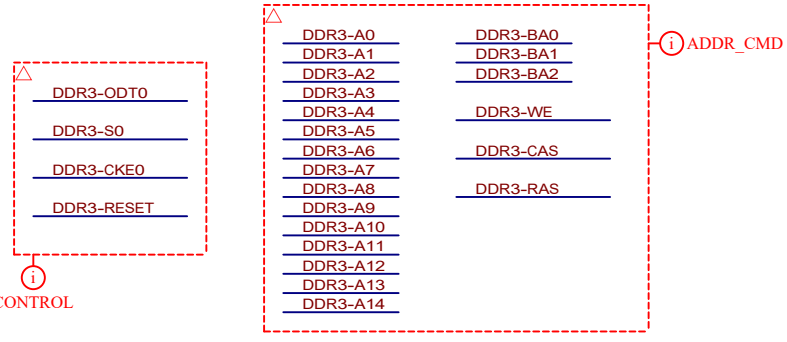 DDR3-ODT0
DDR3-S0
DDR3-CKE0
DDR3-RESET
i
CONTROL
DDR3-A0
DDR3-A1
DDR3-A2
DDR3-A3
DDR3-A4
DDR3-A5
DDR3-A6
DDR3-A7
DDR3-A8
DDR3-A9
DDR3-A10
DDR3-A11
DDR3-A12
DDR3-A13
DDR3-A14
DDR3-BA0
DDR3-BA1
DDR3-BA2
DDR3-WE
DDR3-CAS
DDR3-RAS
i ADDR_CMD